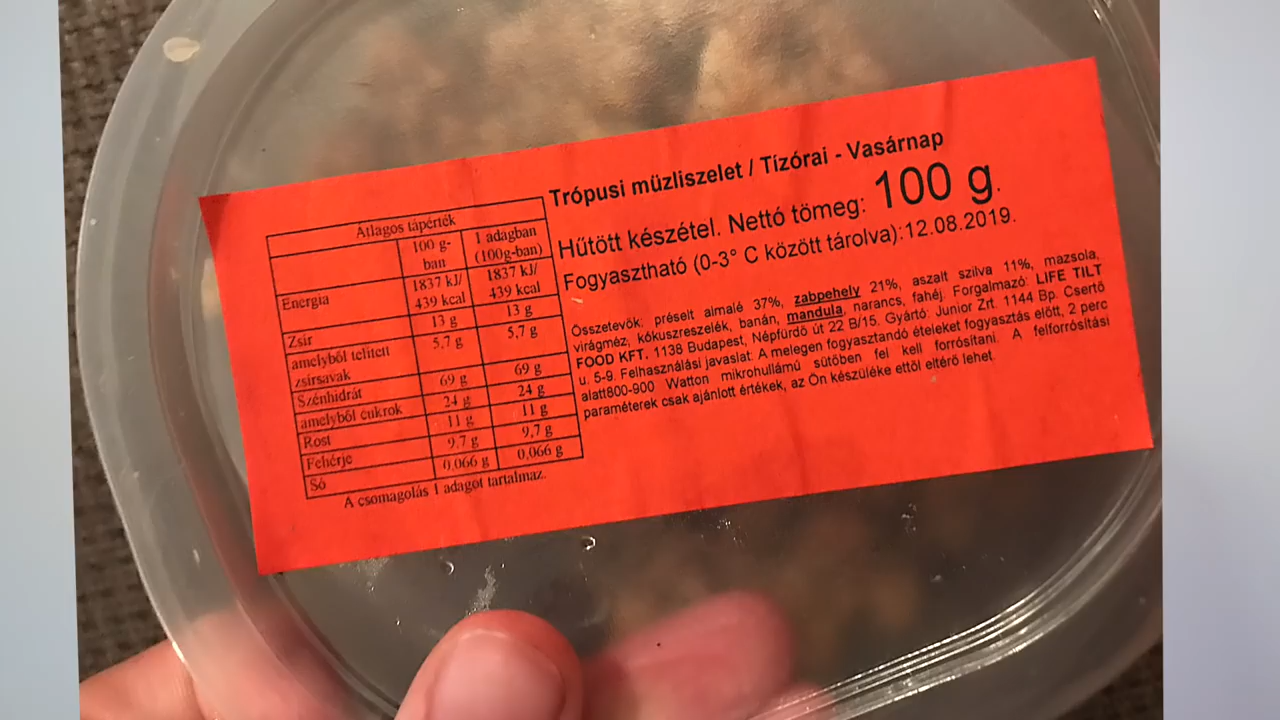 Trópusi müzliszelet / Tízórai - Vasárnap
Hűtött készétel. Nettó tömeg: 100 g.
Fogyasztható (0-3° C között tárolva):12.08.2019.
Összetevők: préselt almalé 37%, zabpehely 21%, aszalt szilva 11%, mazsola,
virágméz, kókuszreszelék, banán, mandula, narancs, fahéj. Forgalmazó: LIFE TILT
FOOD KFT. 1138 Budapest, Népfürdő út 22 B/15. Gyártó: Junior Zrt. 1144 Bp. Csertő
u. 5-9. Felhasználási javaslat: A melegen fogyasztandó ételeket fogyasztás előtt, 2 perc
alatt800-900 Watton mikrohullámú sütőben fel kell forrósítani. A felforrósítási
paraméterek csak ajánlott értékek, az Ön készüléke ettől eltérő lehet
Átlagos tápérték
100 g-ban 1 adagban (100g-ban)
Energia 1837 kJ/ 439 kcal 1837 kJ/ 439 kcal
Zsír 13 g 13 g
amelyből telített zsírsavak 5,7 g 5,7 g
Szénhidrát 69 g 69 g
amelyből cukrok 24 g 24 g
Rost 11 g 11 g
Fehérje 9,7 g 9,7 g
Só 0,066 g 0,066 g
A csomagolás 1 adagot tartalmaz.